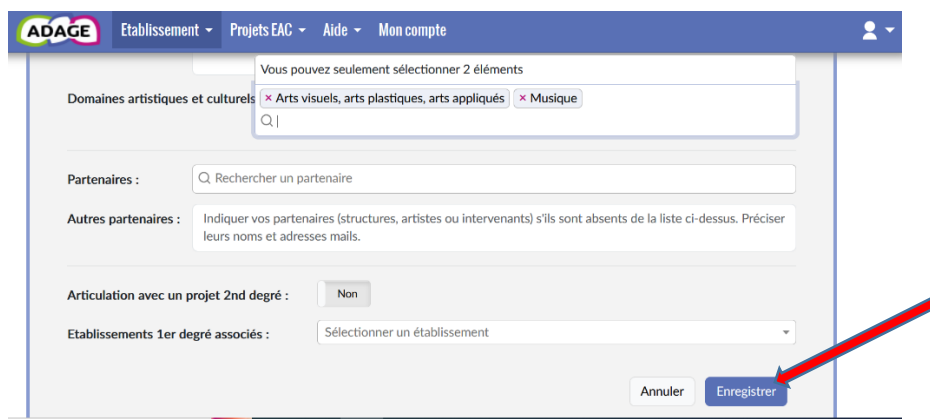 ADAGE Etablissement Projets EAC Aide Mon compte
Vous pouvez seulement sélectionner 2 éléments
Domaines artistiques et culturels × Arts visuels, arts plastiques, arts appliqués × Musique
Partenaires : Rechercher un partenaire
Autres partenaires : Indiquer vos partenaires (structures, artistes ou intervenants) s'ils sont absents de la liste ci-dessus. Préciser
leurs noms et adresses mails.
Articulation avec un projet 2nd degré : Non
Etablissements 1er degré associés : Sélectionner un établissement
Annuler Enregistrer